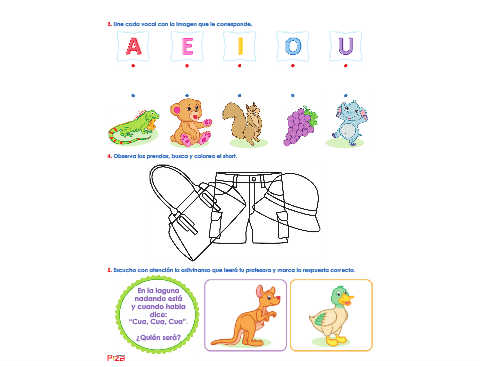 3. Une cada vocal con la imagen que le corresponde.
A E I O U
4. Observa las prendas, busca y colorea el short.
5. Escucha con atención la adivinanza que leerá tu profesora y marca la respuesta correcta.
En la laguna
nadando está
y cuando habla
dice:
"Cua, Cua, Cua".
¿Quién será?